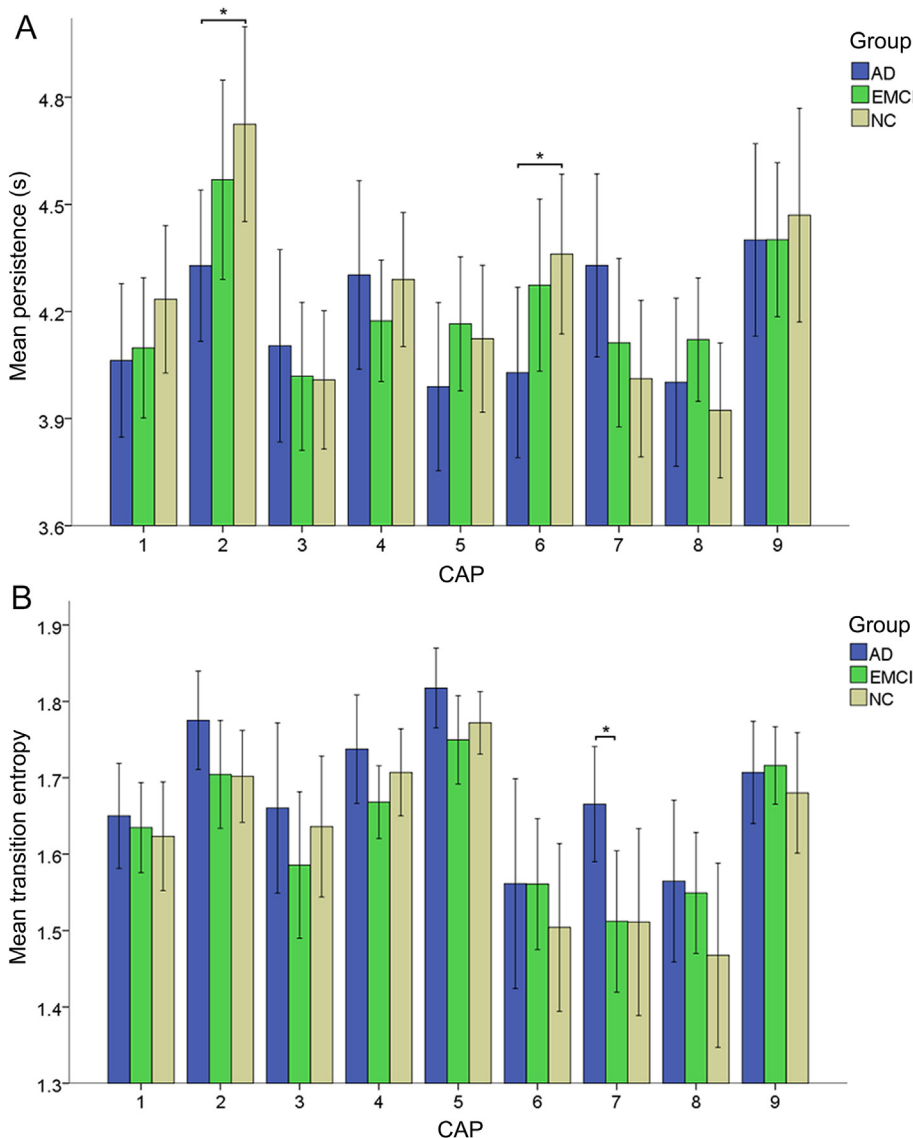 A
*
*
Group
AD
EMCI
NC
Mean persistence (s)
4.8
4.5
4.2
3.9
3.6
1 2 3 4 5 6 7 8 9
CAP
B
*
Group
AD
EMCI
NC
Mean transition entropy
1.9
1.8
1.7
1.6
1.5
1.4
1.3
1 2 3 4 5 6 7 8 9
CAP